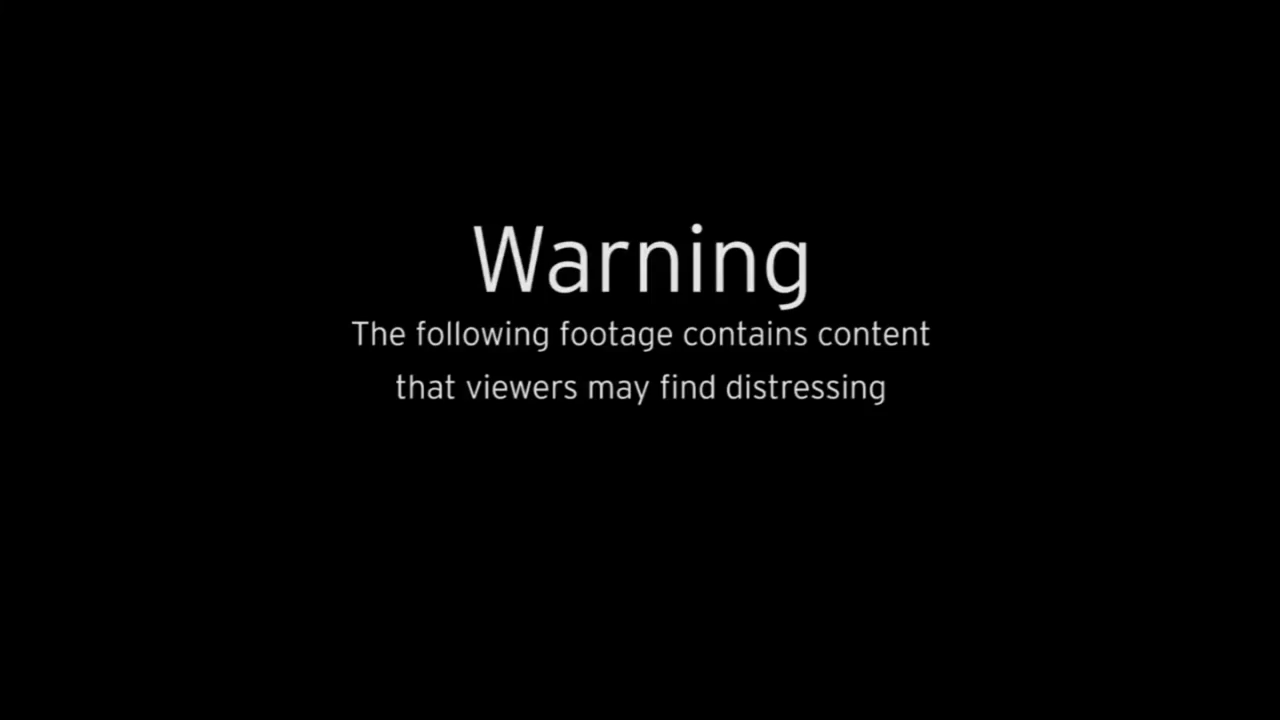 Warning
The following footage contains content
that viewers may find distressing